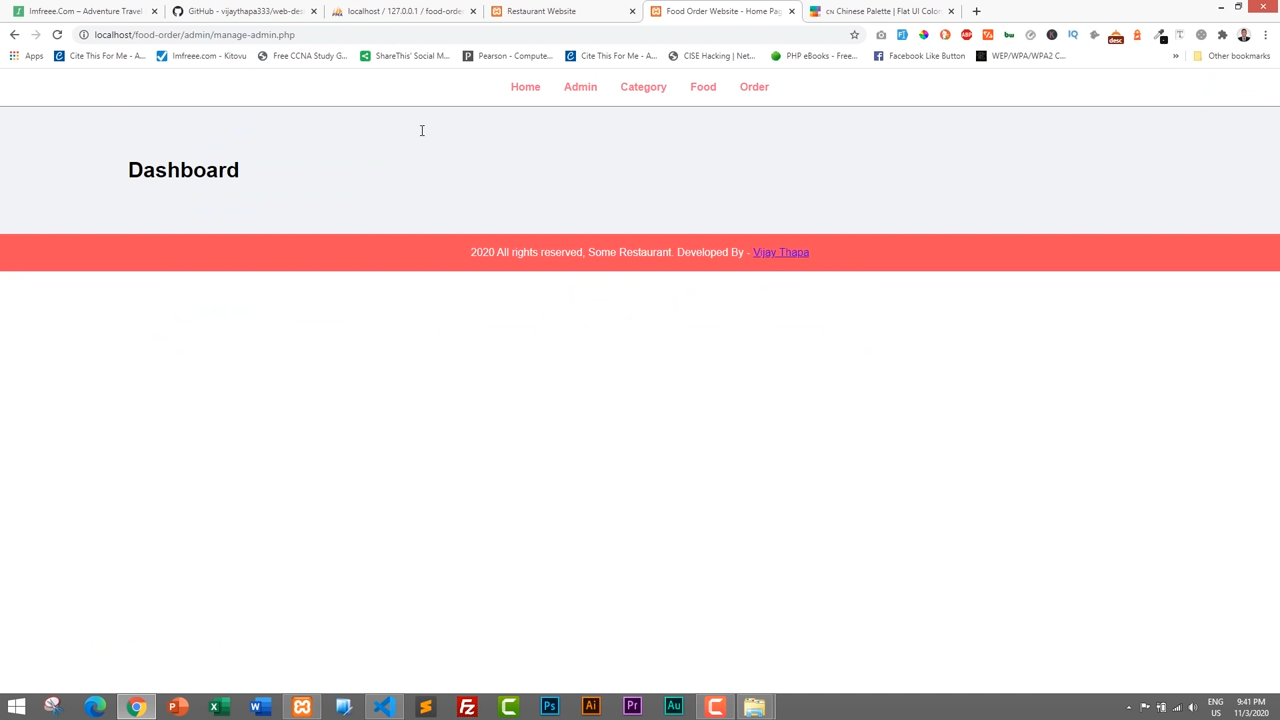 Imfreee.Com – Adventure Travel
GitHub - vijaythapa333/web-des
localhost / 127.0.0.1 / food-orde
Restaurant Website
Food Order Website - Home Pag
CN Chinese Palette | Flat UI Color
localhost/food-order/admin/manage-admin.php
Apps
Cite This For Me - A...
Imfreee.com - Kitovu
Free CCNA Study G...
ShareThis' Social M...
Pearson - Compute...
Cite This For Me - A...
CISE Hacking | Net...
PHP eBooks - Free...
Facebook Like Button
WEP/WPA/WPA2 C...
»
Other bookmarks
Home Admin Category Food Order
Dashboard
2020 All rights reserved, Some Restaurant. Developed By - Vijay Thapa
ENG
US
9:41 PM
11/3/2020